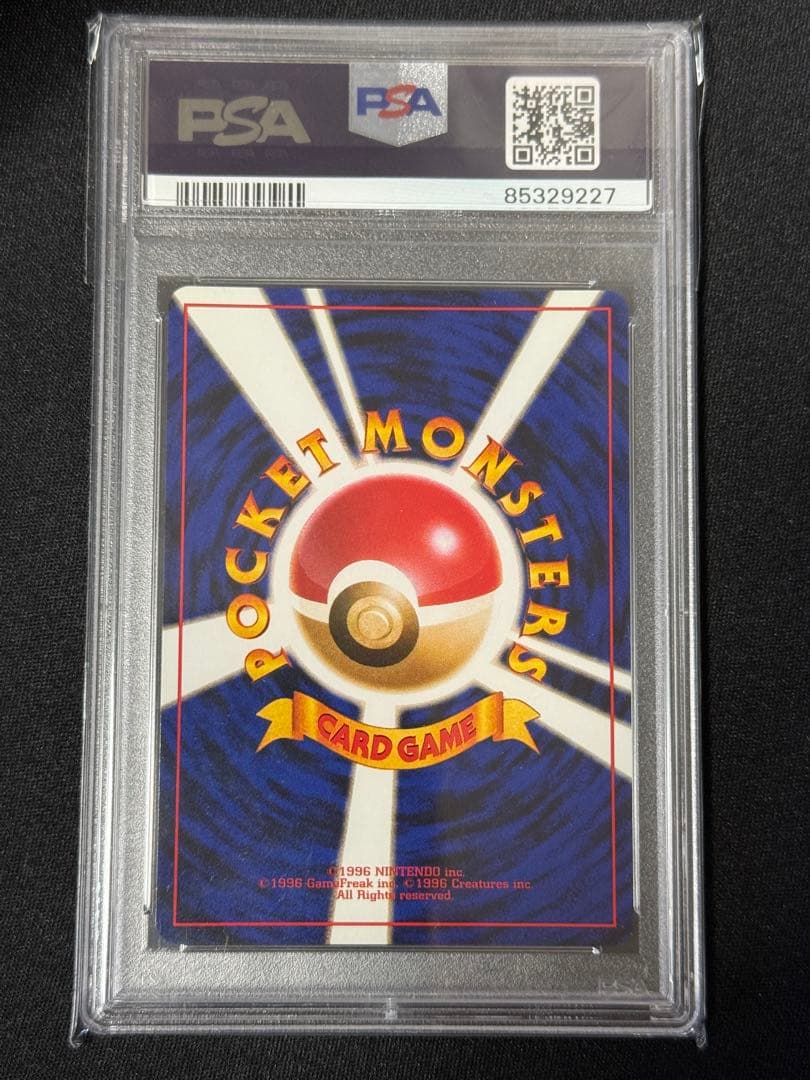 PSA
PSA
85329227
POCKET MONSTERS
CARD GAME
©1996 NINTENDO inc.
©1996 GameFreak inc. ©1996 Creatures inc.
All Rights reserved.
PSA